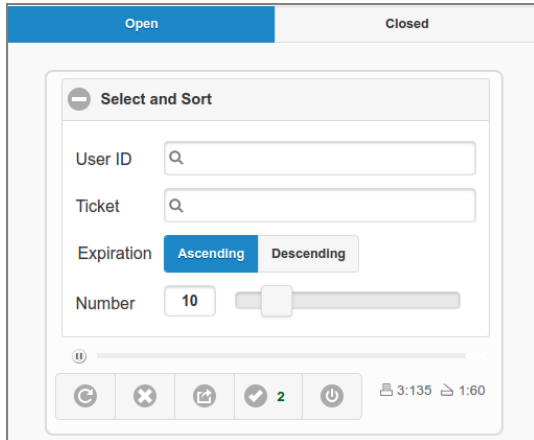 Open Closed
Select and Sort
User ID
Ticket
Expiration Ascending Descending
Number 10
2 3:135 1:60